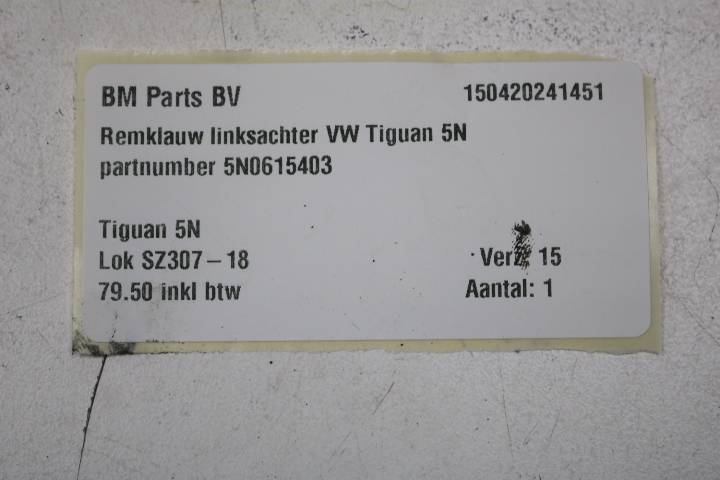 BM Parts BV 150420241451
Remklauw linksachter VW Tiguan 5N
partnumber 5N0615403
Tiguan 5N
Lok SZ307-18 Verz. 15
79.50 inkl btw Aantal: 1